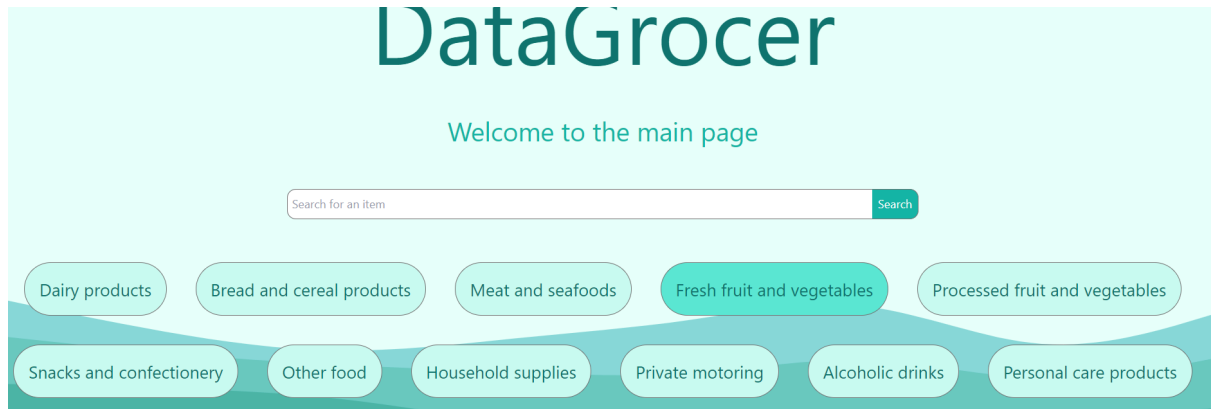 DataGrocer
Welcome to the main page
Search for an item Search
Dairy products Bread and cereal products Meat and seafoods Fresh fruit and vegetables Processed fruit and vegetables
Snacks and confectionery Other food Household supplies Private motoring Alcoholic drinks Personal care products